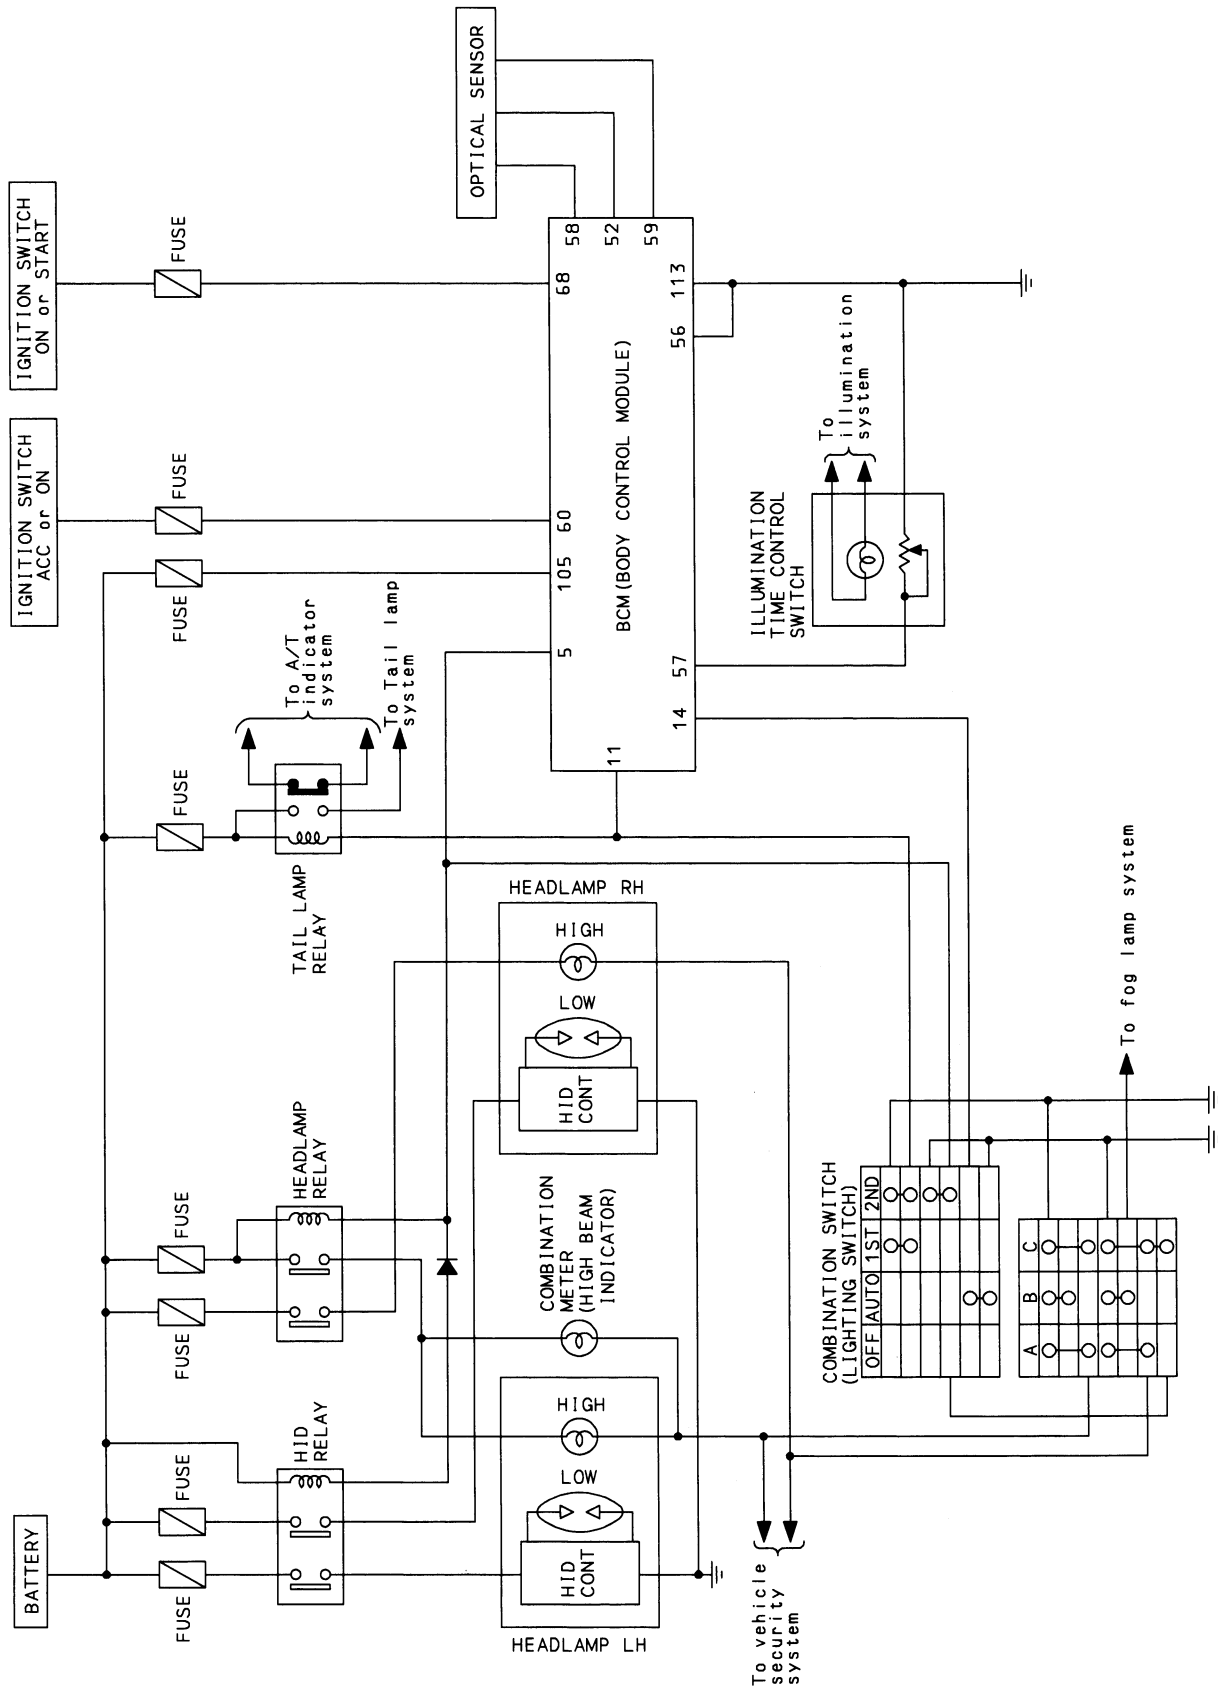 BATTERY
IGNITION SWITCH
ACC or ON
IGNITION SWITCH
ON or START
FUSE
FUSE
FUSE
FUSE
FUSE
FUSE
FUSE
FUSE
HID
RELAY
HEADLAMP
RELAY
TAIL LAMP
RELAY
To A/T
indicator
system
To Tail lamp
system
OPTICAL SENSOR
HEADLAMP LH
HID
CONT
LOW
HIGH
COMBINATION
METER
(HIGH BEAM
INDICATOR)
HEADLAMP RH
HID
CONT
LOW
HIGH
5
105
60
68
58
52
59
11
BCM(BODY CONTROL MODULE)
14
57
56
113
To vehicle
security
system
ILLUMINATION
TIME CONTROL
SWITCH
To
illumination
system
COMBINATION SWITCH
(LIGHTING SWITCH)
OFF
AUTO
1ST
2ND
A
B
C
To fog lamp system